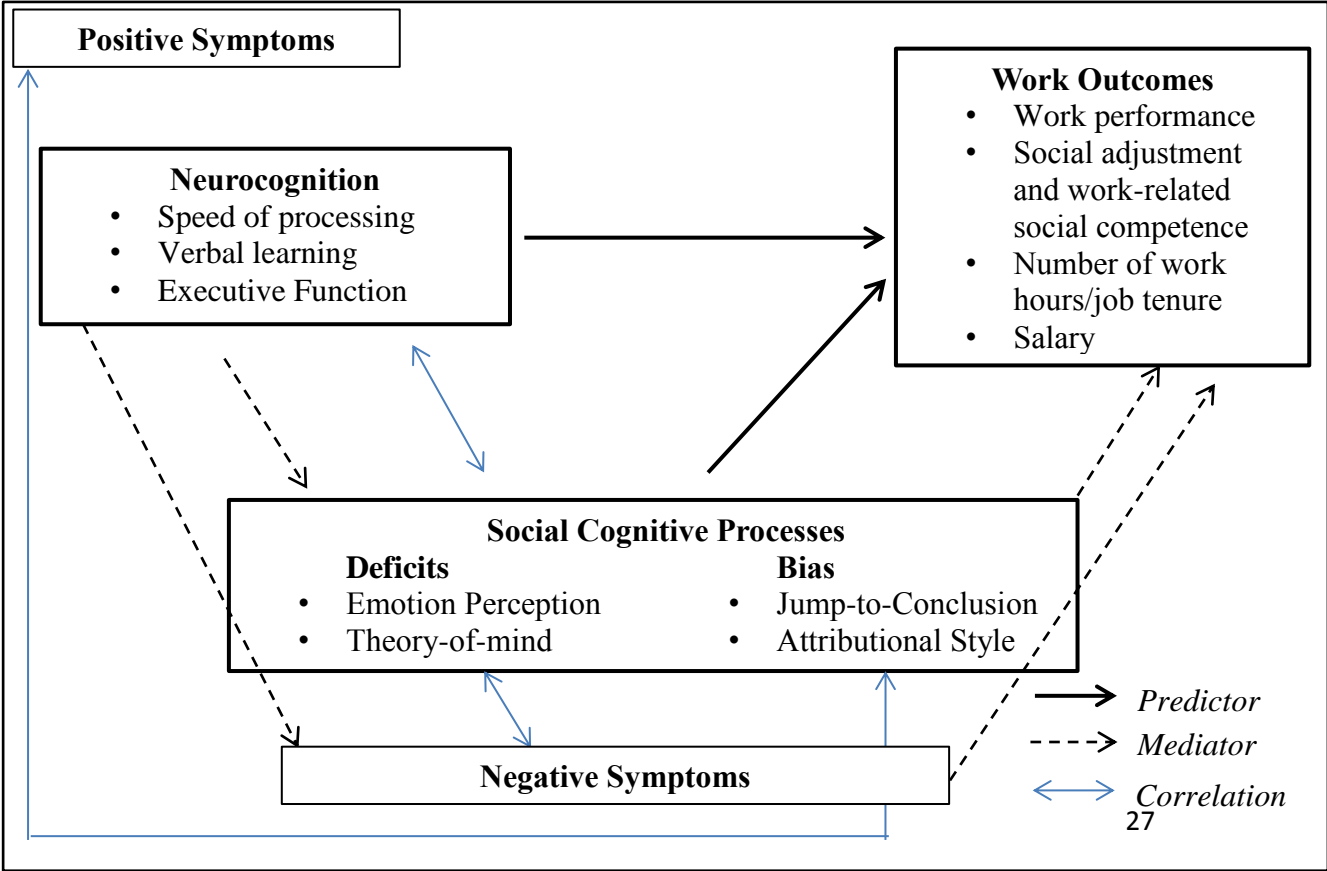 Positive Symptoms
Neurocognition
• Speed of processing
• Verbal learning
• Executive Function
Work Outcomes
• Work performance
• Social adjustment
and work-related
social competence
• Number of work
hours/job tenure
• Salary
Social Cognitive Processes
Deficits
• Emotion Perception
• Theory-of-mind
Bias
• Jump-to-Conclusion
• Attributional Style
Negative Symptoms
Predictor
Mediator
Correlation
27